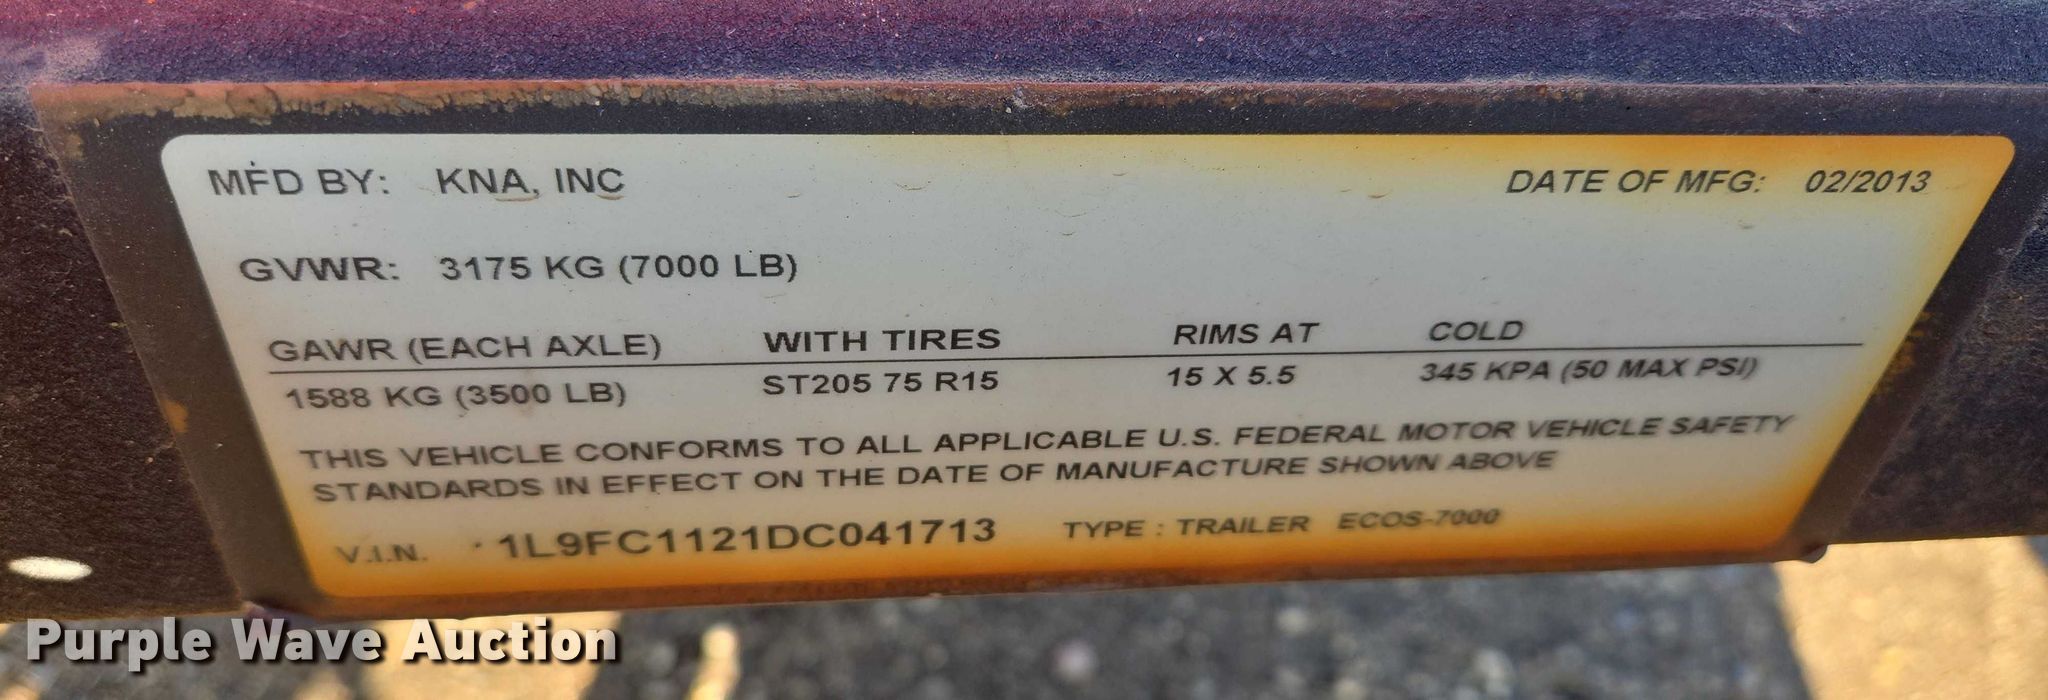 MFD BY: KNA, INC DATE OF MFG: 02/2013
GVWR: 3175 KG (7000 LB)
GAWR (EACH AXLE) WITH TIRES RIMS AT COLD
1588 KG (3500 LB) ST205 75 R15 15 X 5.5 345 KPA (50 MAX PSI)
THIS VEHICLE CONFORMS TO ALL APPLICABLE U.S. FEDERAL MOTOR VEHICLE SAFETY
STANDARDS IN EFFECT ON THE DATE OF MANUFACTURE SHOWN ABOVE
V.I.N. 1L9FC1121DC041713 TYPE : TRAILER ECOS-7000
Purple Wave Auction